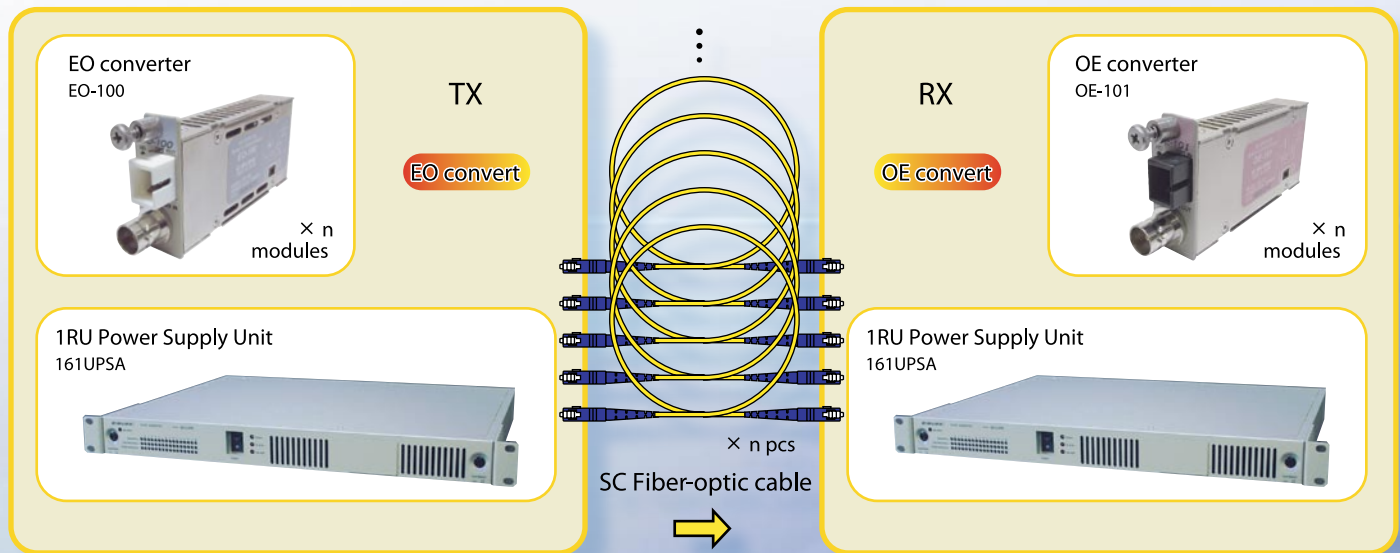 EO converter
EO-100
× n
modules
TX
EO convert
1RU Power Supply Unit
161UPSA
× n pcs
SC Fiber-optic cable
RX
OE convert
OE converter
OE-101
× n
modules
1RU Power Supply Unit
161UPSA